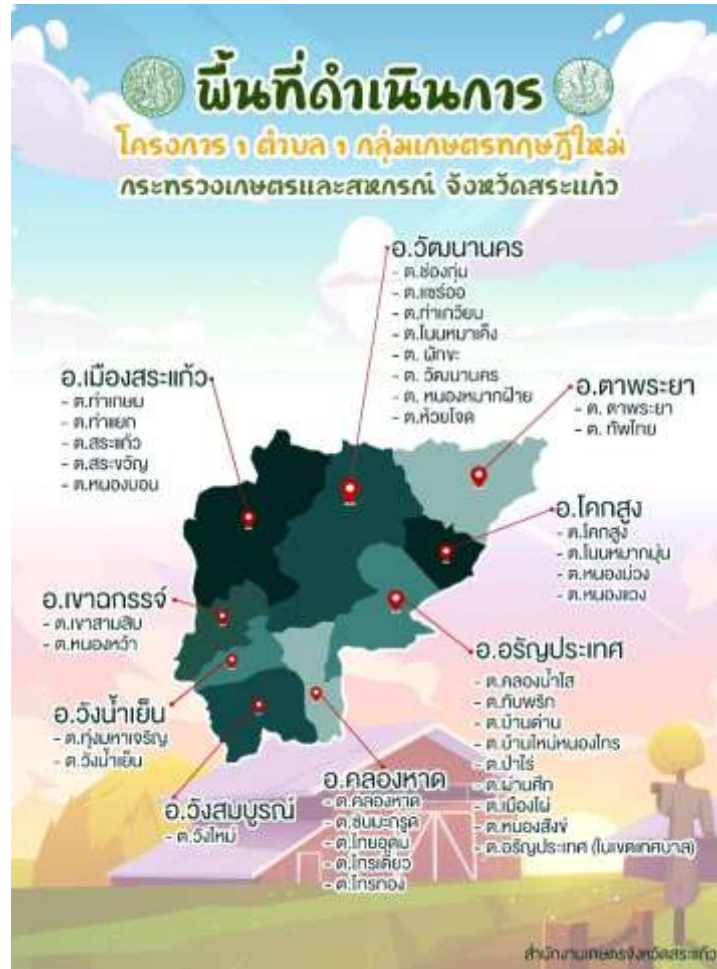 พื้นที่ดำเนินการ
โครงการ ๑ ตำบล ๑ กลุ่มเกษตรทฤษฎีใหม่
กระทรวงเกษตรและสหกรณ์ จังหวัดสระแก้ว
อ.วัฒนานคร
- ต.ช่องกุ่ม
- ต.แซร์ออ
- ต.ท่าเกวียน
- ต.โนนหมากเค็ง
- ต. ผักขะ
- ต. วัฒนานคร
- ต. หนองหมากฝ้าย
- ต.ห้วยโจด
อ.เมืองสระแก้ว
- ต.ท่าเกษม
- ต.ท่าแยก
- ต.สระแก้ว
- ต.สระขวัญ
- ต.หนองบอน
อ.ตาพระยา
- ต. ตาพระยา
- ต. ทัพไทย
อ.โคกสูง
- ต.โคกสูง
- ต.โนนหมากมุ่น
- ต.หนองม่วง
- ต.หนองแวง
อ.เขาฉกรรจ์
- ต.เขาสามสิบ
- ต.หนองหว้า
อ.อรัญประเทศ
- ต.คลองน้ำใส
- ต.ทับพริก
- ต.บ้านด่าน
- ต.บ้านใหม่หนองไทร
- ต.ป่าไร่
- ต.ผ่านศึก
- ต.เมืองไผ่
- ต.หนองสังข์
- ต.อรัญประเทศ (ในเขตเทศบาล)
อ.วังน้ำเย็น
- ต.ทุ่งมหาเจริญ
- ต.วังน้ำเย็น
อ.วังสมบูรณ์
- ต.วังใหม่
อ.คลองหาด
- ต.คลองหาด
- ต.ซับมะกรูด
- ต.ไทยอุดม
- ต.ไทรเดี่ยว
- ต.ไทรทอง
สำนักงานเกษตรจังหวัดสระแก้ว